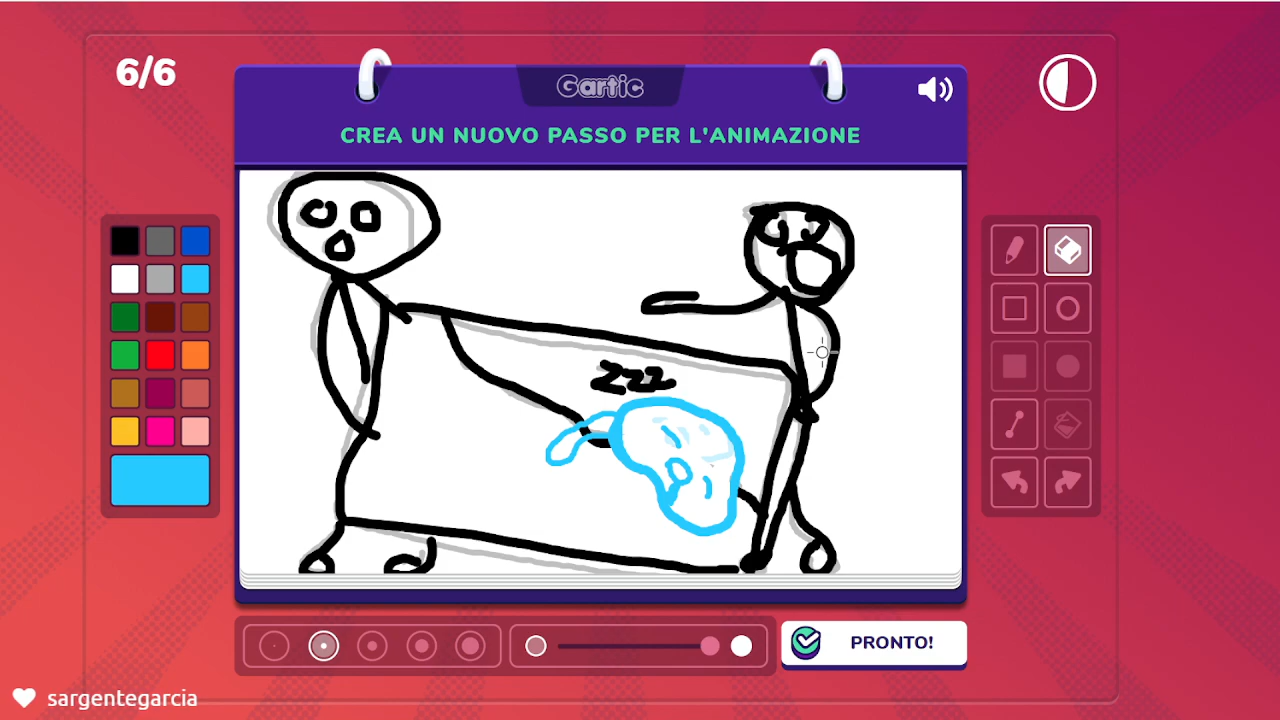 6/6
Gartic
CREA UN NUOVO PASSO PER L'ANIMAZIONE
ZZZ
PRONTO!
sargentegarcia